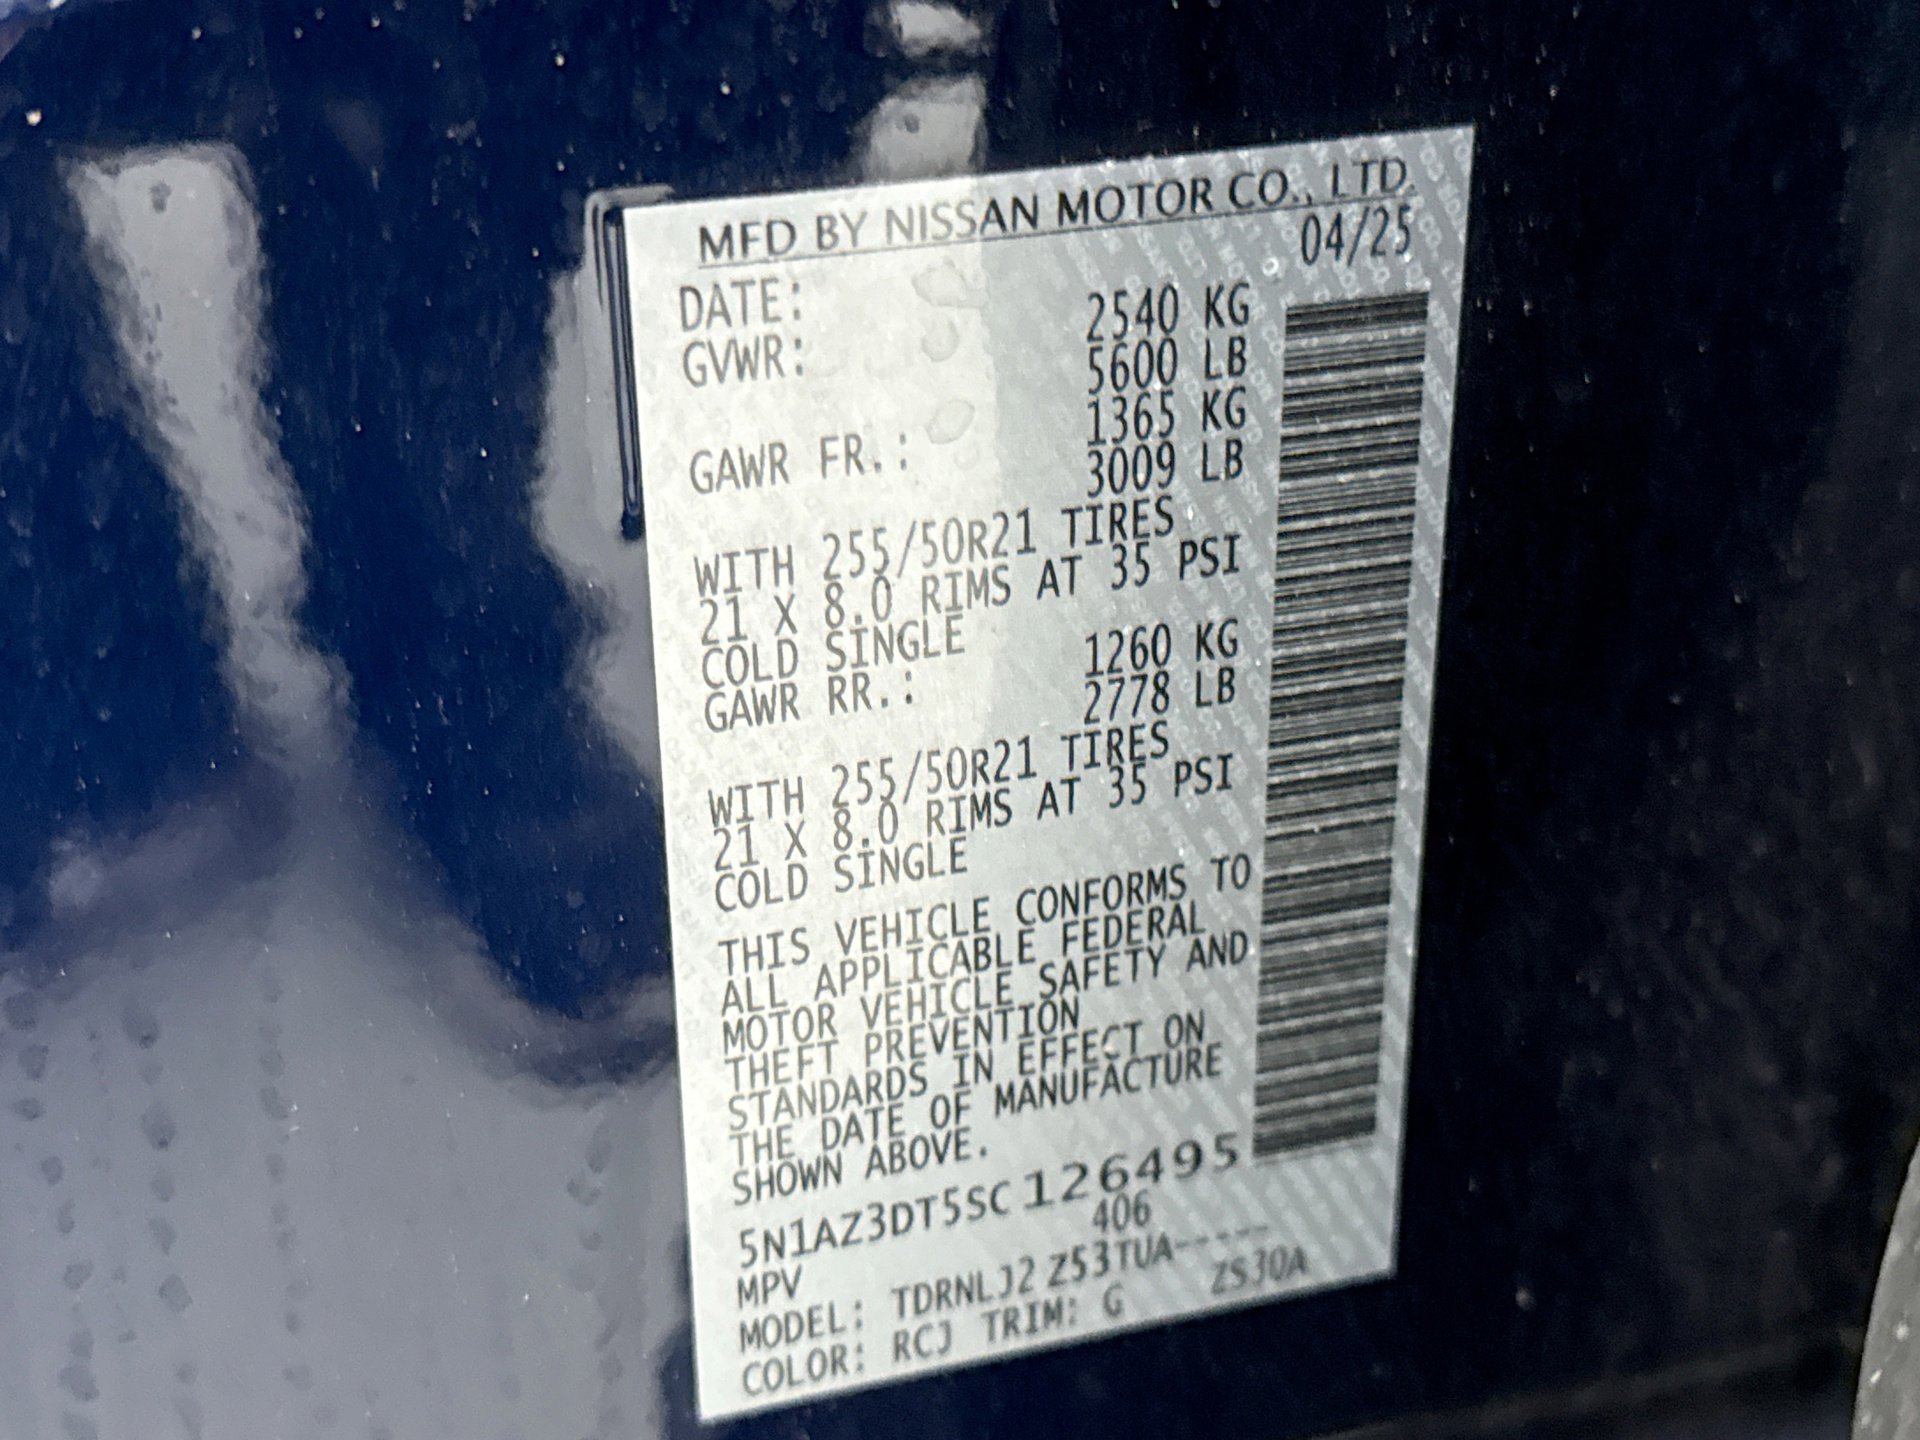 MFD BY NISSAN MOTOR CO., LTD.
DATE: 04/25
GVWR: 2540 KG
5600 LB
GAWR FR.: 1365 KG
3009 LB
WITH 255/50R21 TIRES
21 X 8.0 RIMS AT 35 PSI
COLD SINGLE
GAWR RR.: 1260 KG
2778 LB
WITH 255/50R21 TIRES
21 X 8.0 RIMS AT 35 PSI
COLD SINGLE
THIS VEHICLE CONFORMS TO
ALL APPLICABLE FEDERAL
MOTOR VEHICLE SAFETY AND
THEFT PREVENTION
STANDARDS IN EFFECT ON
THE DATE OF MANUFACTURE
SHOWN ABOVE.
5N1AZ3DT5SC126495
MPV 406
MODEL: TDRNLJ2 Z53TUA-----
COLOR: RCJ TRIM: G ZS30A